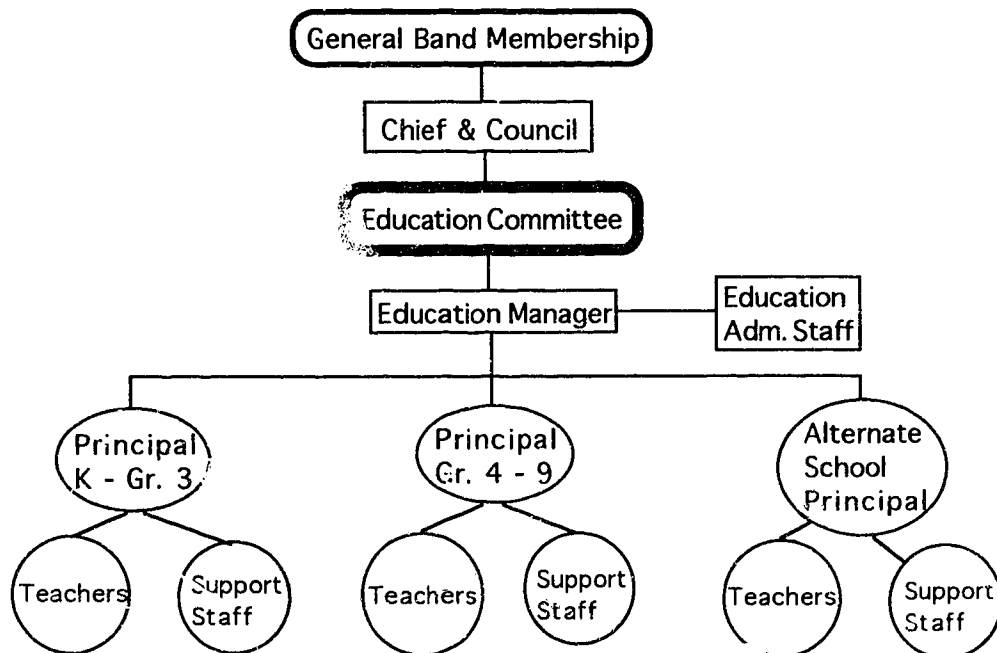 General Band Membership
Chief & Council
Education Committee
Education Manager
Education
Adm. Staff
Principal
K - Gr. 3
Principal
Gr. 4 - 9
Alternate
School
Principal
Teachers
Support
Staff
Teachers
Support
Staff
Teachers
Support
Staff